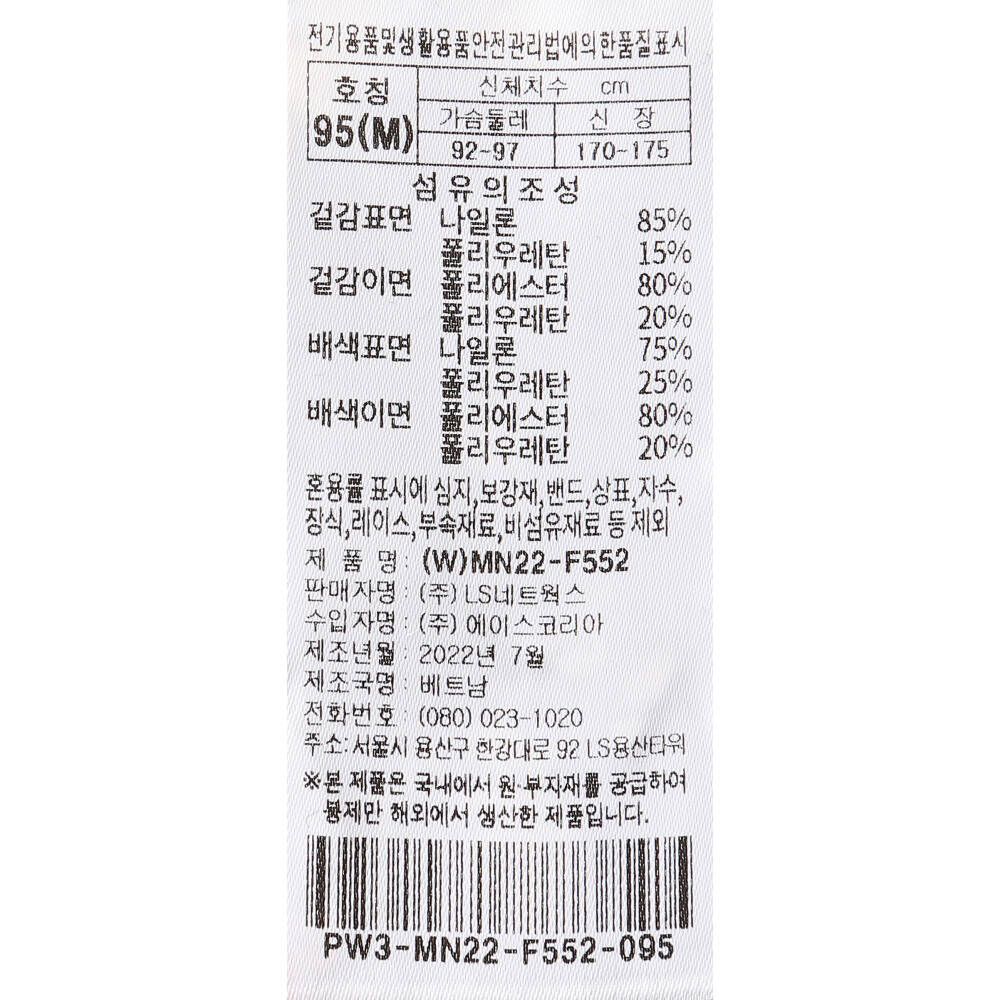 전기용품및생활용품안전관리법에의한품질표시
호칭 신체치수 cm
95(M) 가슴둘레 신 장
92-97 170-175
섬유의조성
겉감표면 나일론 85%
폴리우레탄 15%
겉감이면 폴리에스터 80%
폴리우레탄 20%
배색표면 나일론 75%
폴리우레탄 25%
배색이면 폴리에스터 80%
폴리우레탄 20%
혼용률 표시에 심지,보강재,밴드,상표,자수,
장식,레이스,부속재료,비섬유재료 등 제외
제 품 명 : (W)MN22-F552
판매자명 : (주) LS네트웍스
수입자명 : (주) 에이스코리아
제조년월 : 2022년 7월
제조국명 : 베트남
전화번호 : (080) 023-1020
주소: 서울시 용산구 한강대로 92 LS용산타워
※본 제품은 국내에서 원·부자재를 공급하여
봉제만 해외에서 생산한 제품입니다.
PW3-MN22-F552-095